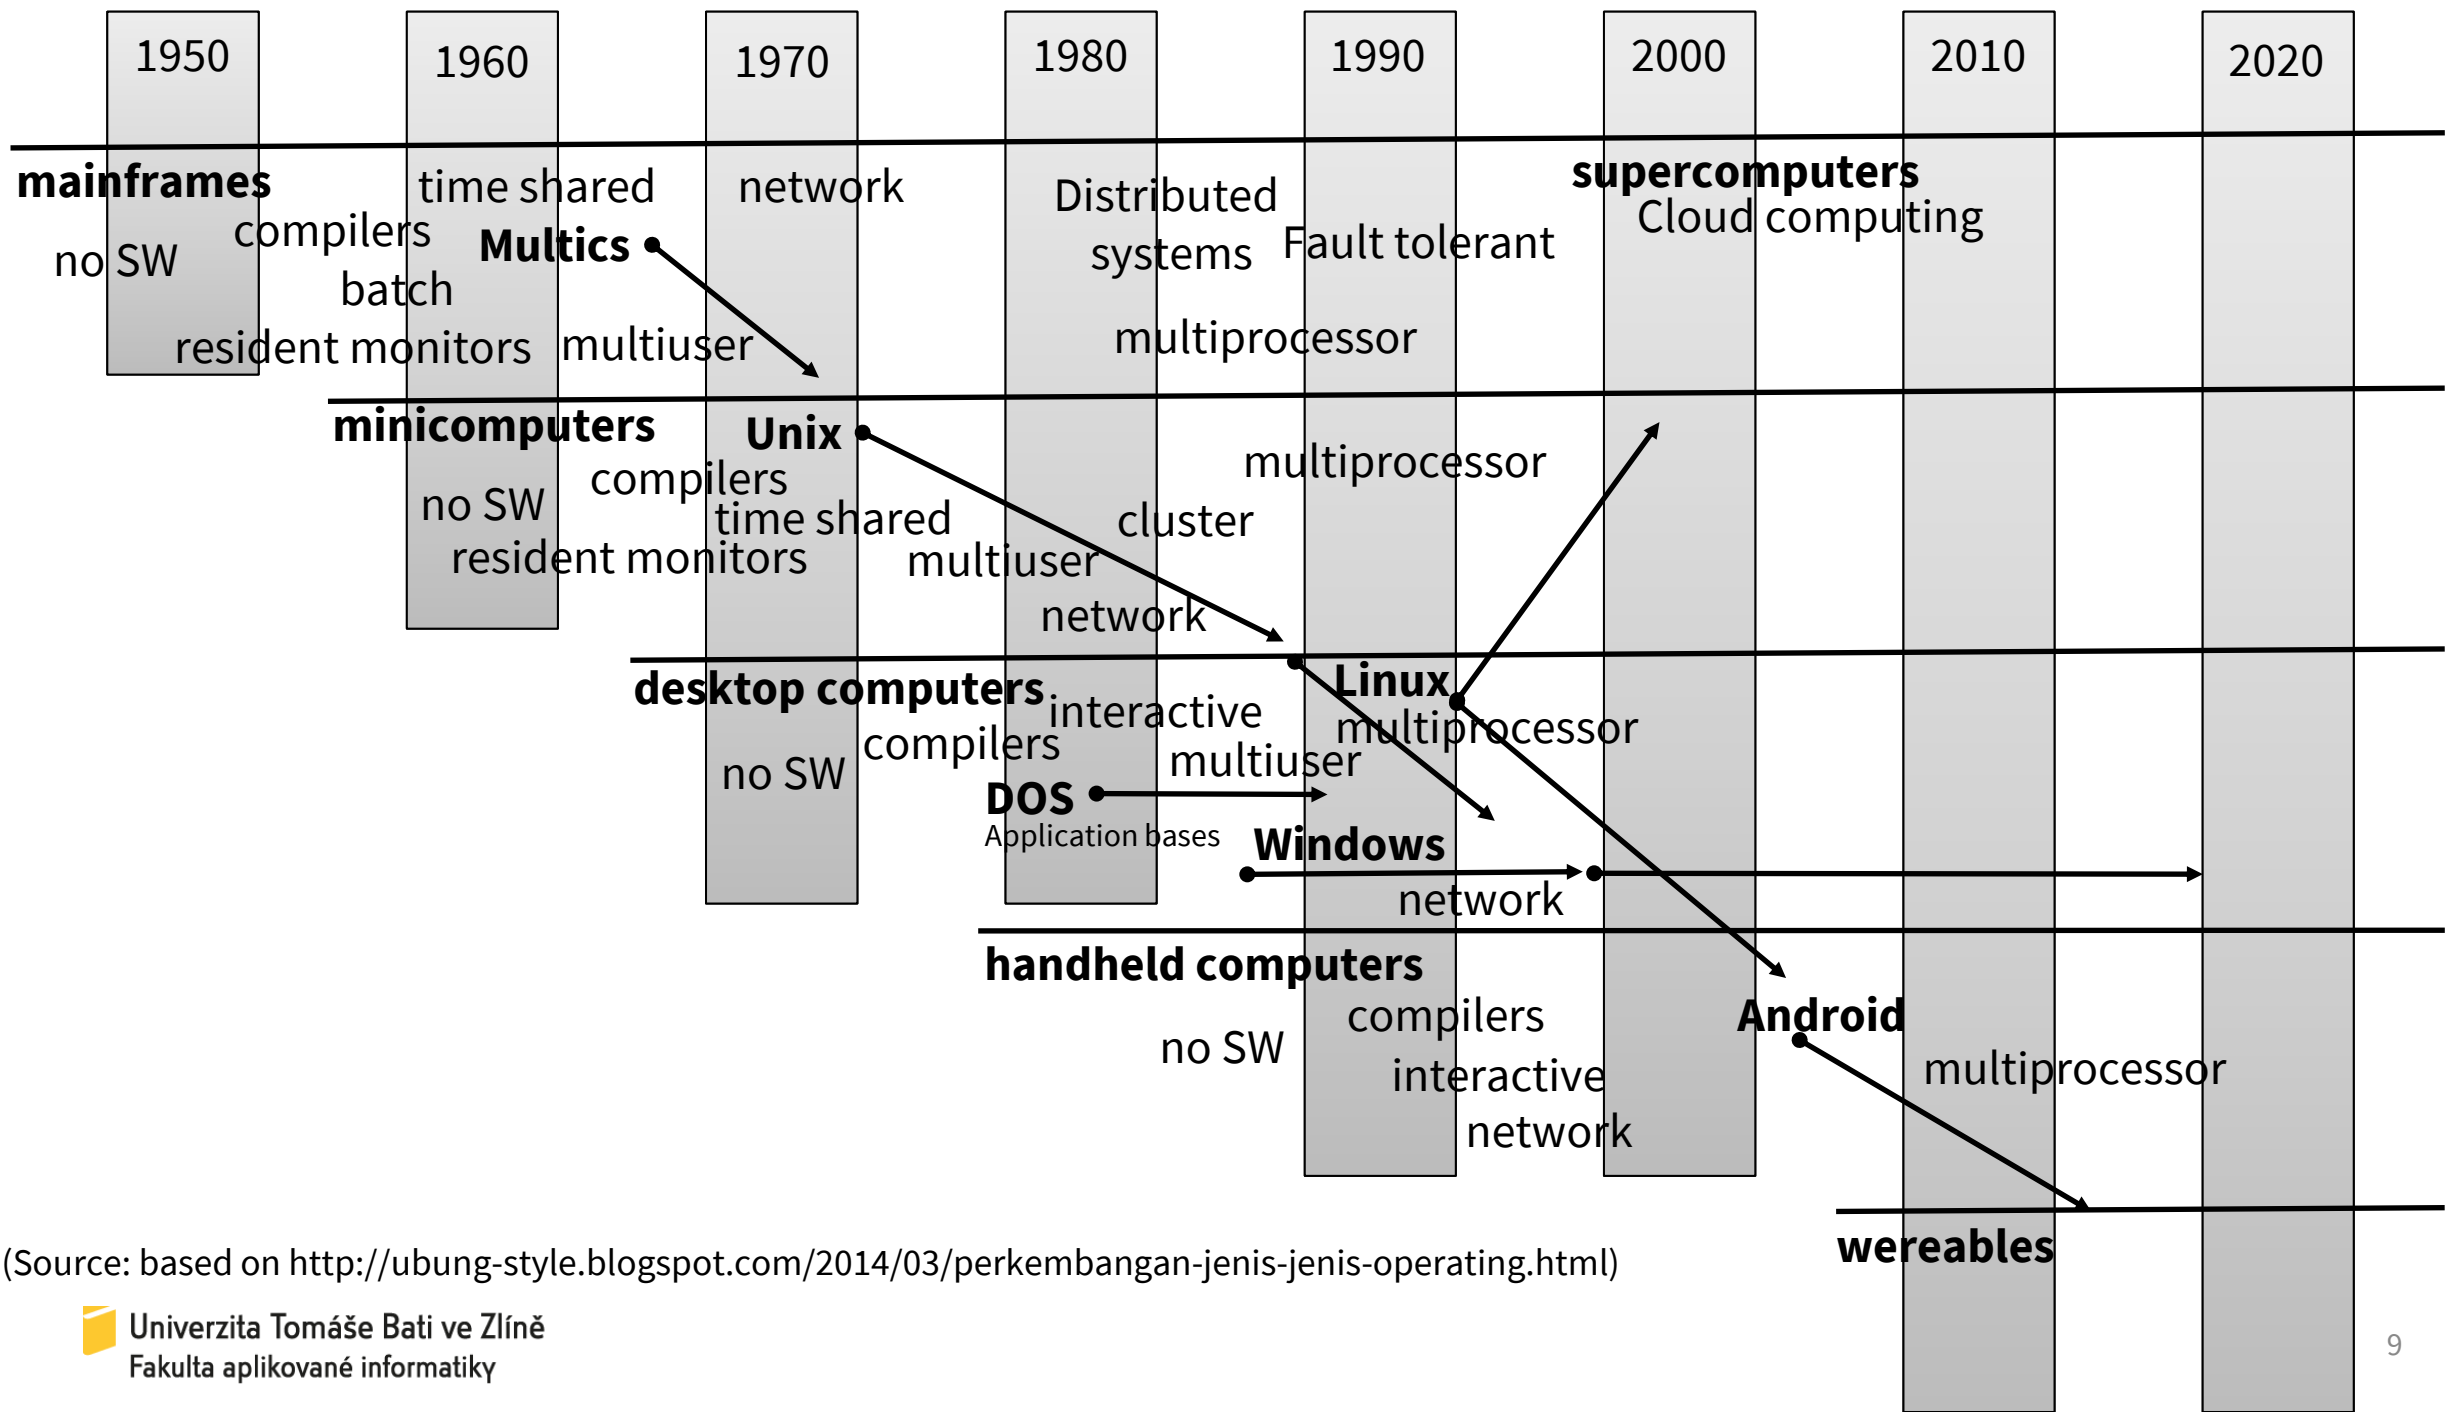 1950
1960
1970
1980
1990
2000
2010
2020
mainframes
no SW
compilers
batch
resident monitors
time shared
Multics
multiuser
network
Distributed
systems
multiprocessor
Fault tolerant
supercomputers
Cloud computing
minicomputers
no SW
compilers
resident monitors
Unix
time shared
multiuser
network
cluster
multiprocessor
desktop computers
no SW
compilers
interactive
multiuser
DOS
Application bases
Linux
multiprocessor
Windows
network
handheld computers
no SW
compilers
interactive
network
Android
multiprocessor
wereables
(Source: based on http://ubung-style.blogspot.com/2014/03/perkembangan-jenis-jenis-operating.html)
Univerzita Tomáše Bati ve Zlíně
Fakulta aplikované informatiky
9